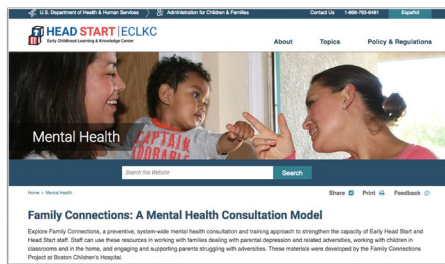 U.S. Department of Health & Human Services
Administration for Children & Families
Contact Us
1-866-763-6481
Español
HEAD START | ECLKC
Early Childhood Learning & Knowledge Center
About
Topics
Policy & Regulations
CAPTAIN
ADORABLE
Mental Health
Search this Website
Search
Home » Mental Health
Share
Print
Feedback
Family Connections: A Mental Health Consultation Model
Explore Family Connections, a preventive, system-wide mental health consultation and training approach to strengthen the capacity of Early Head Start and
Head Start staff. Staff can use these resources in working with families dealing with parental depression and related adversities, working with children in
classrooms and in the home, and engaging and supporting parents struggling with adversities. These materials were developed by the Family Connections
Project at Boston Children's Hospital.